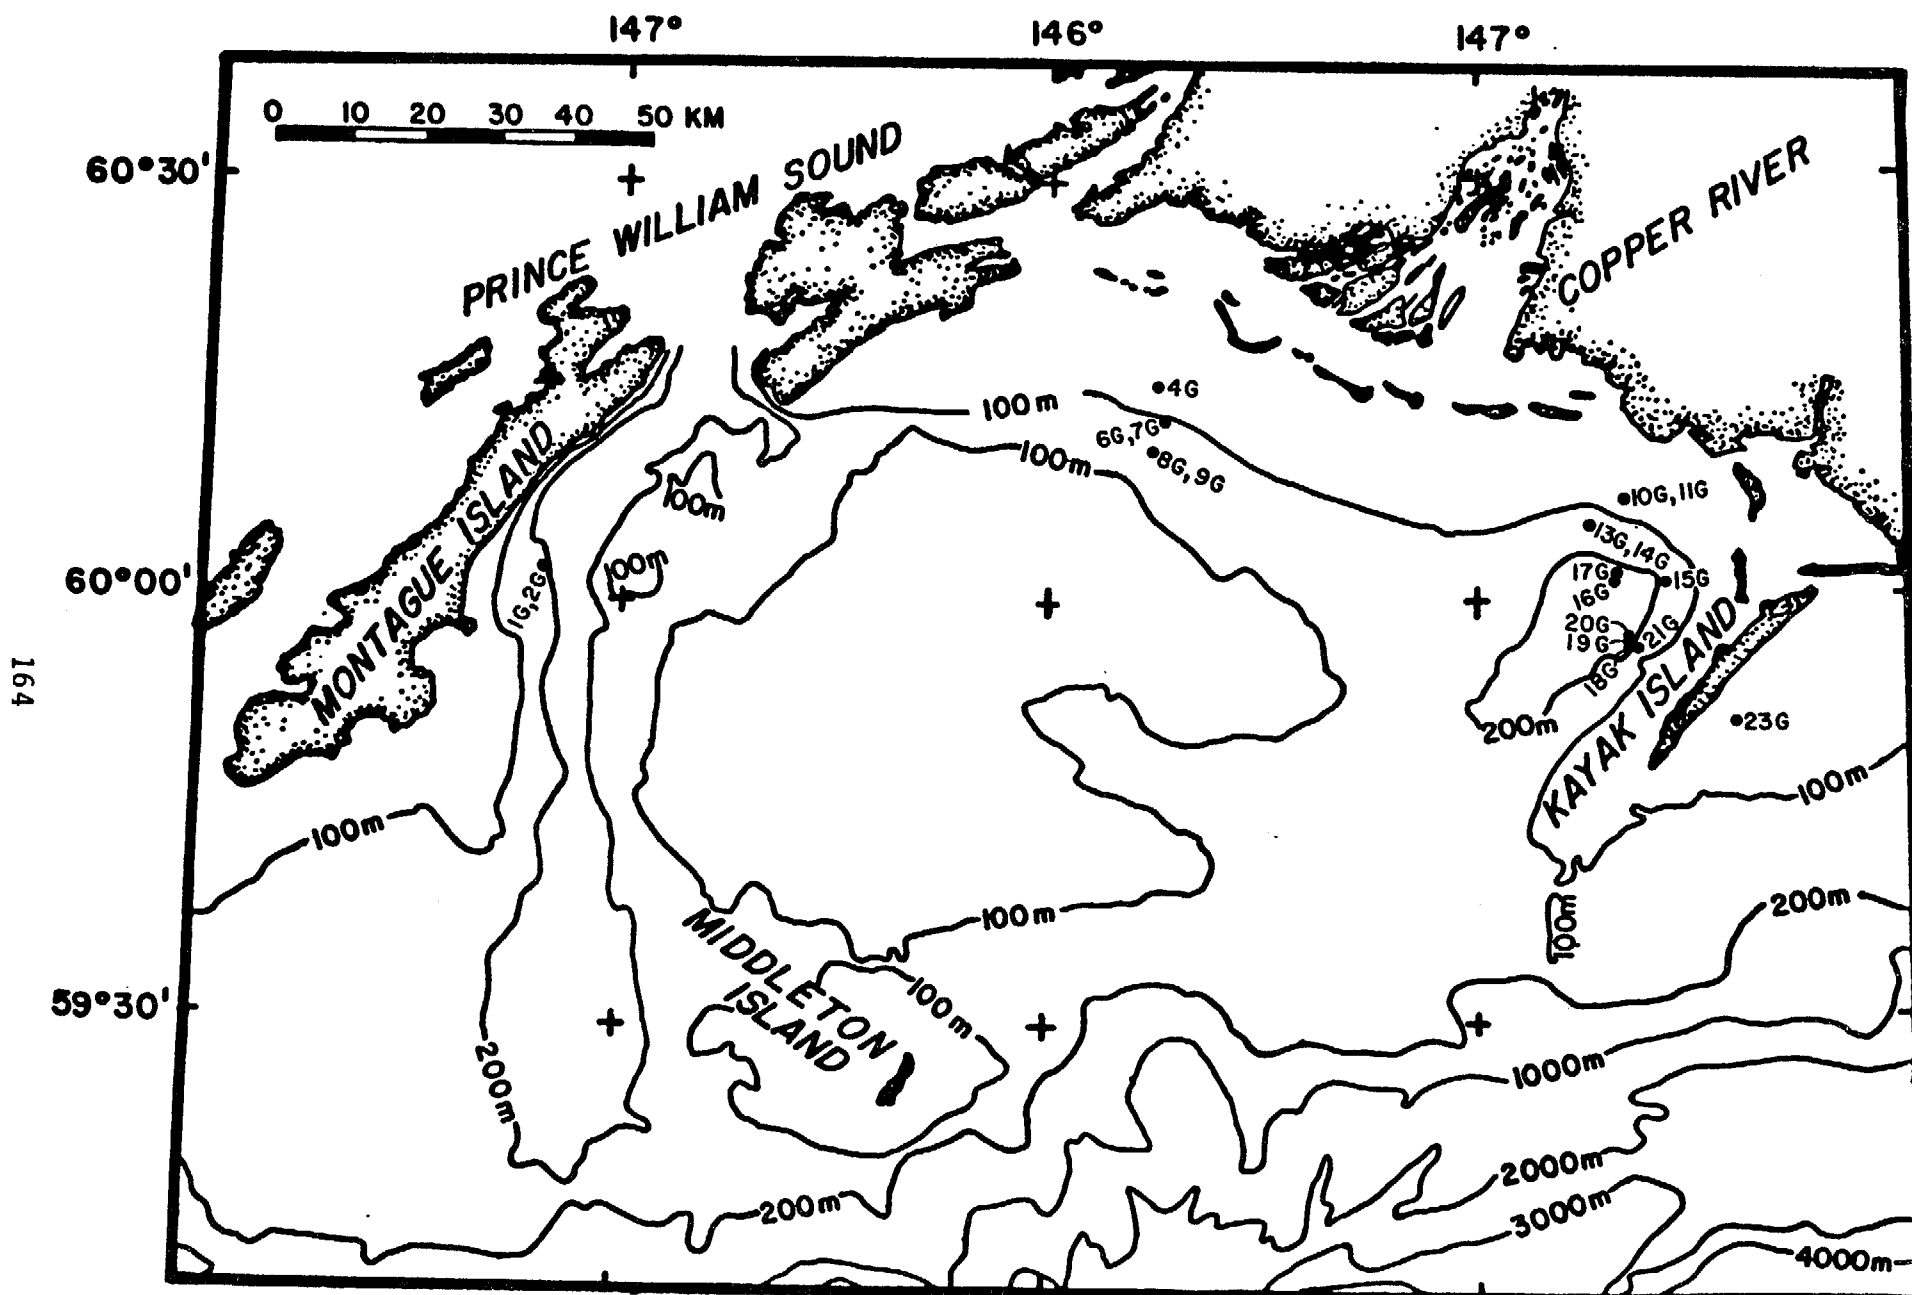 147° 146° 147°
0 10 20 30 40 50 KM
60°30'
PRINCE WILLIAM SOUND
COPPER RIVER
100m
4G
6G,7G
100m
8G,9G
100m
10G,11G
13G,14G
60°00'
100m
1G,2G
17G
15G
16G
20G
19G
21G
18G
MONTAGUE ISLAND
164
200m
23G
KAYAK ISLAND
100m
100m
100m
200m
100m
MIDDLETON
ISLAND
100m
59°30'
200m
1000m
2000m
200m
3000m
4000m